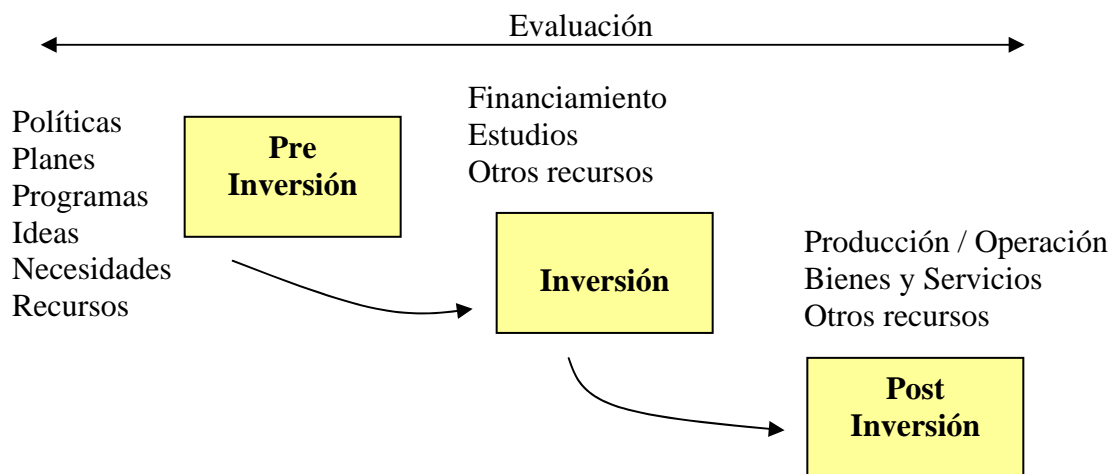 Evaluación
Políticas
Planes
Programas
Ideas
Necesidades
Recursos
Pre
Inversión
Financiamiento
Estudios
Otros recursos
Inversión
Producción / Operación
Bienes y Servicios
Otros recursos
Post
Inversión